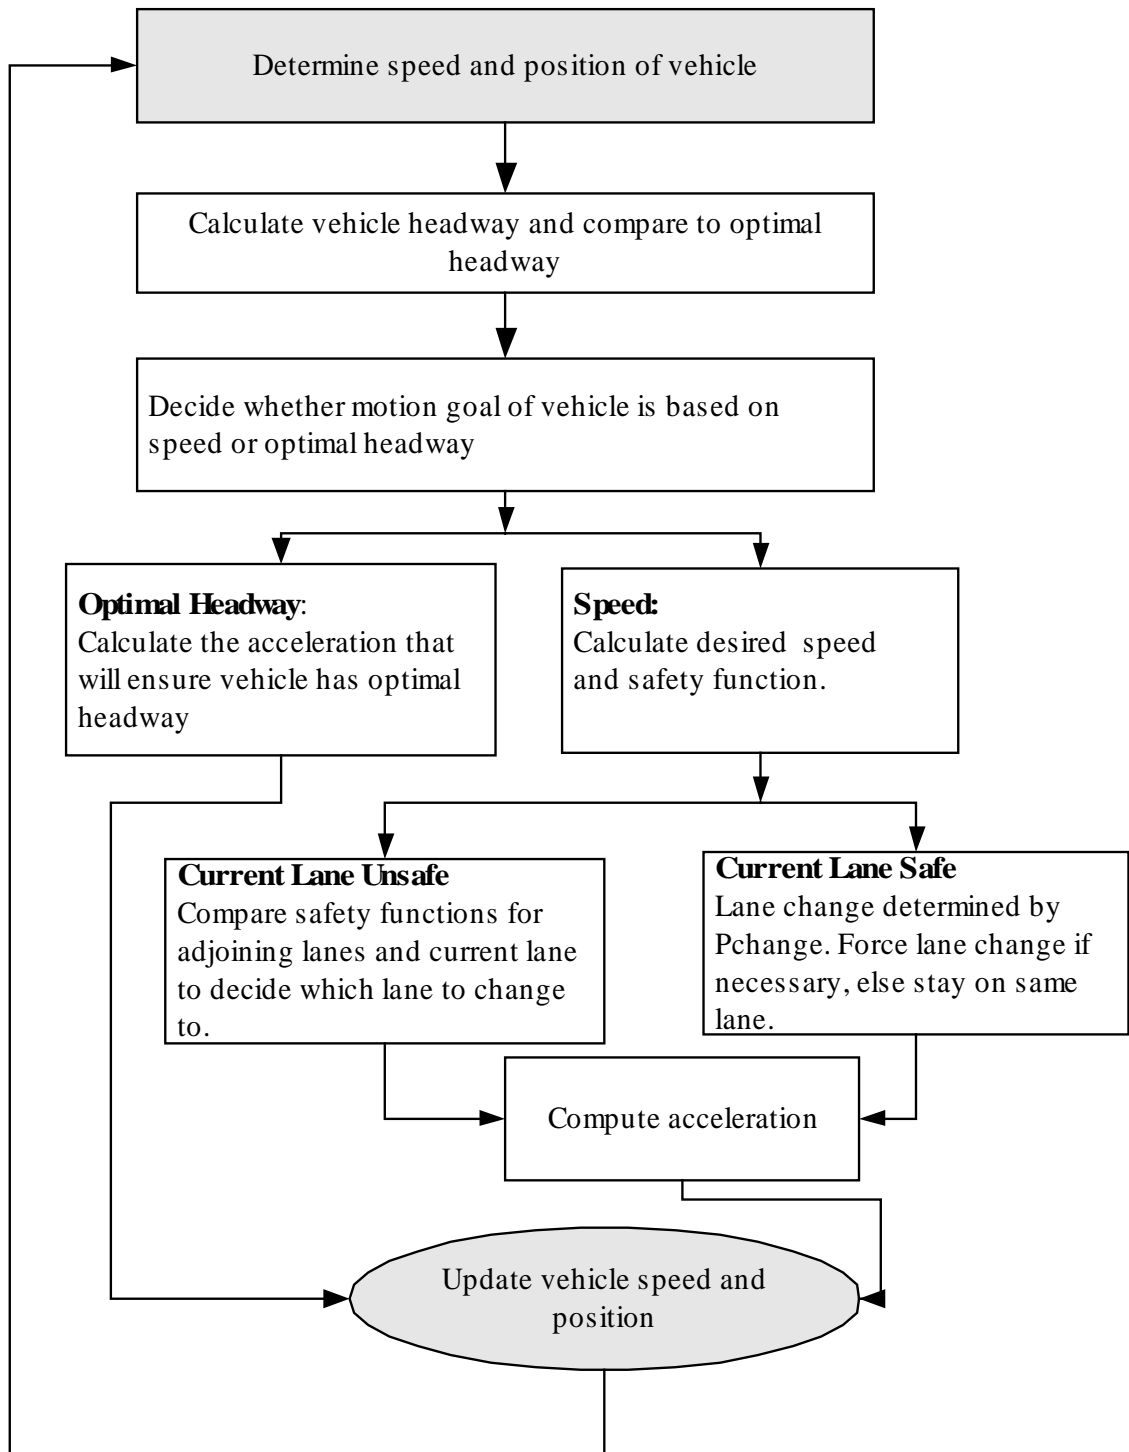 Determine speed and position of vehicle
Calculate vehicle headway and compare to optimal
headway
Decide whether motion goal of vehicle is based on
speed or optimal headway
Optimal Headway:
Calculate the acceleration that
will ensure vehicle has optimal
headway
Speed:
Calculate desired speed
and safety function.
Current Lane Unsafe
Compare safety functions for
adjoining lanes and current lane
to decide which lane to change
to.
Current Lane Safe
Lane change determined by
Pchange. Force lane change if
necessary, else stay on same
lane.
Compute acceleration
Update vehicle speed and
position